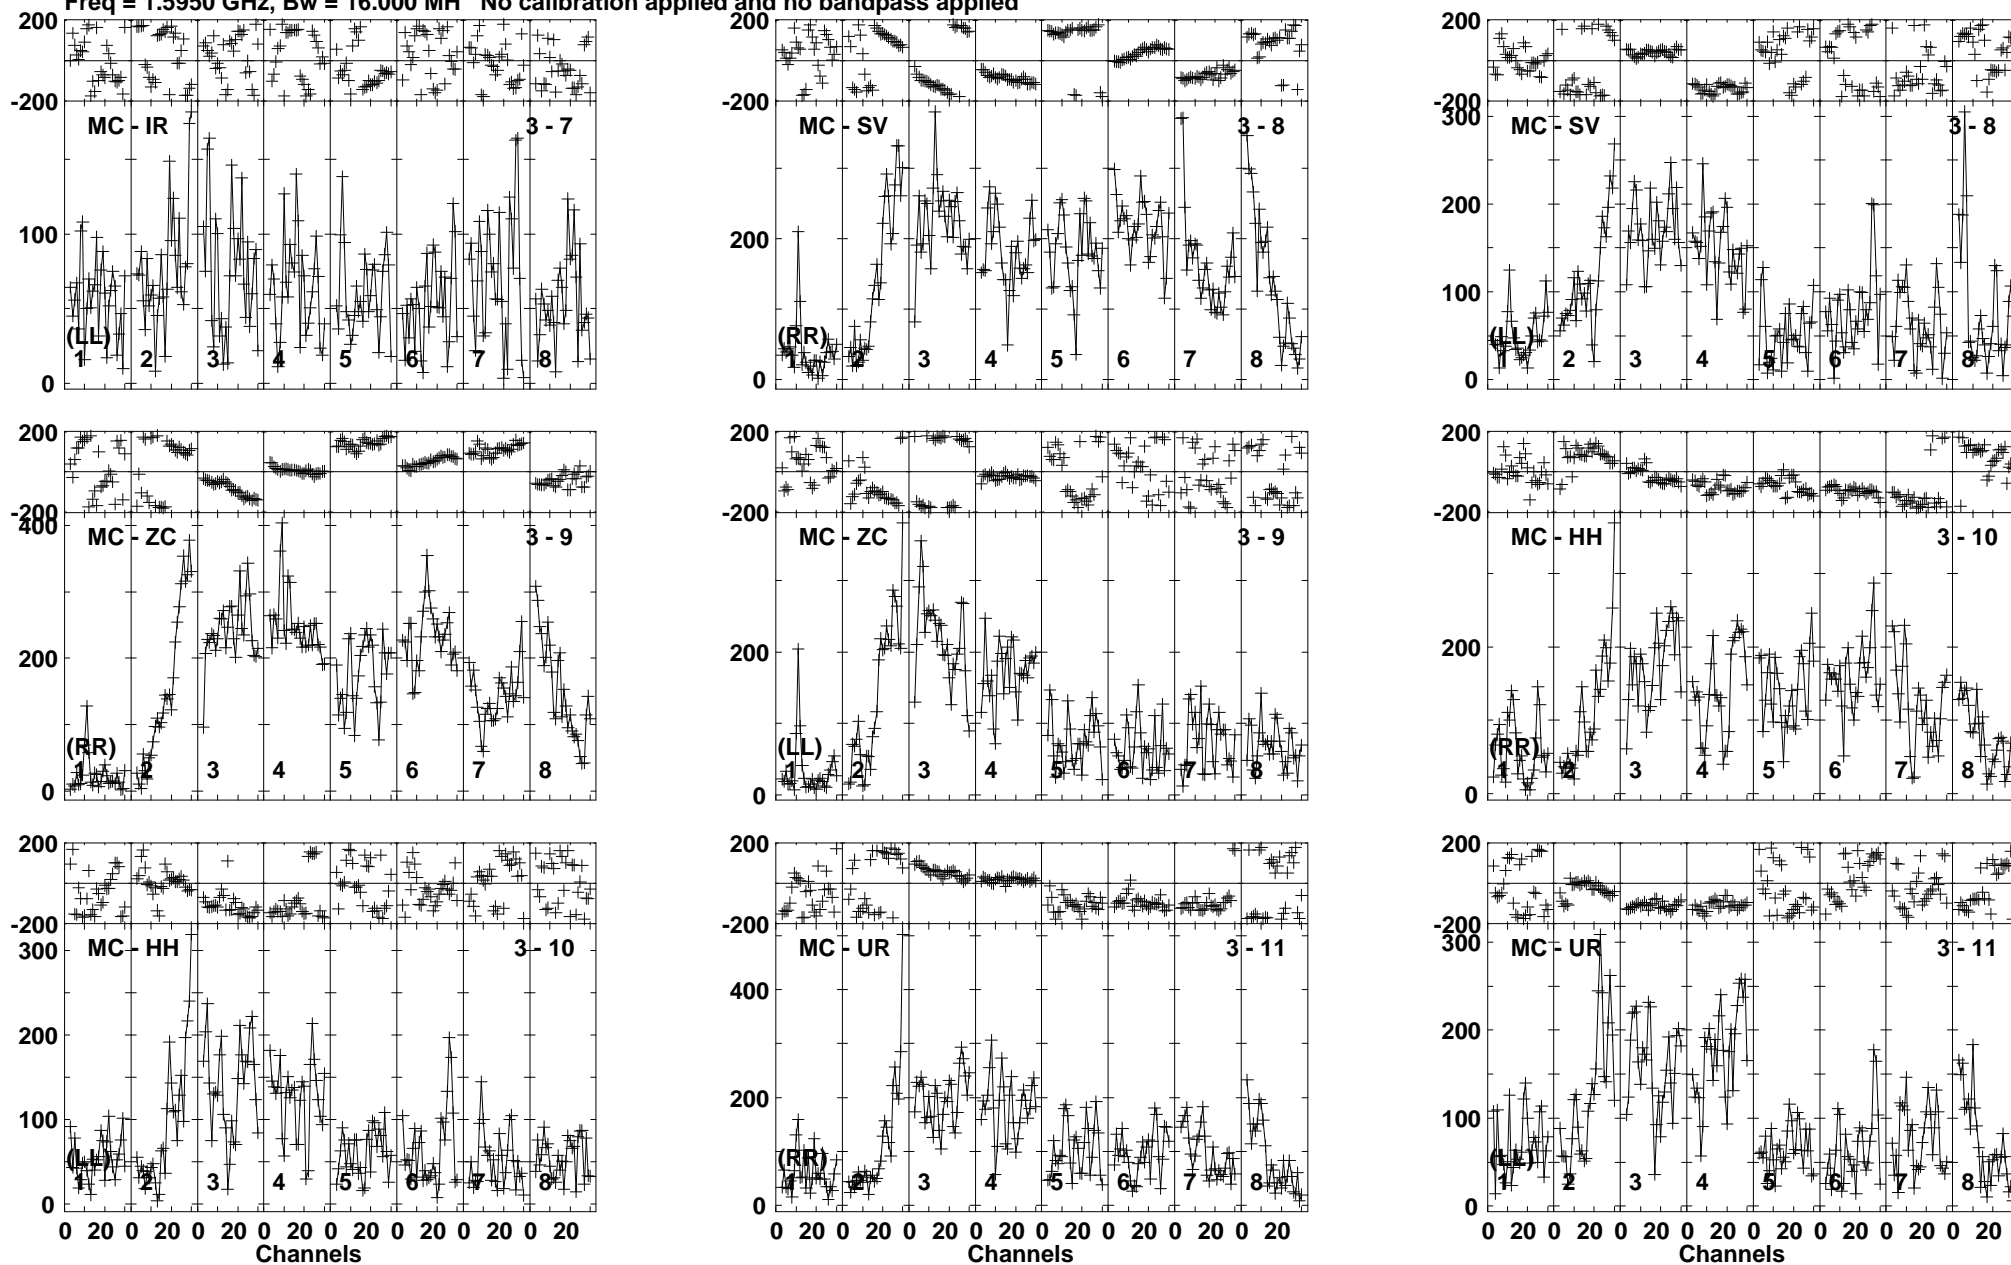 Freq = 1.5950 GHz, Bw = 16.000 MH No calibration applied and no bandpass applied
200 200 200
-200 -200 -200
MC - IR 3 - 7 MC - SV 3 - 8 300 MC - SV 3 - 8
200
100 200
100
(LL) (RR) (LL)
1 2 3 4 5 6 7 8 1 2 3 4 5 6 7 8 1 2 3 4 5 6 7 8
0 0 0
200 200 200
-200 -200 -200
400
MC - ZC 3 - 9 MC - ZC 3 - 9 MC - HH 3 - 10
200 200 200
(RR) (LL) (RR)
1 2 3 4 5 6 7 8 1 2 3 4 5 6 7 8 1 2 3 4 5 6 7 8
0 0 0
200 200 200
-200 -200 -200
300 MC - HH 3 - 10 MC - UR 3 - 11 300 MC - UR 3 - 11
400
200 200
200
100 100
(LL) (RR) (LL)
1 2 3 4 5 6 7 8 1 2 3 4 5 6 7 8 1 2 3 4 5 6 7 8
0 0 0
0 20 0 20 0 20 0 20 0 20 0 20 0 20 0 20 0 20 0 20 0 20 0 20 0 20 0 20 0 20 0 20 0 20 0 20 0 20 0 20 0 20 0 20 0 20 0 20
Channels Channels Channels